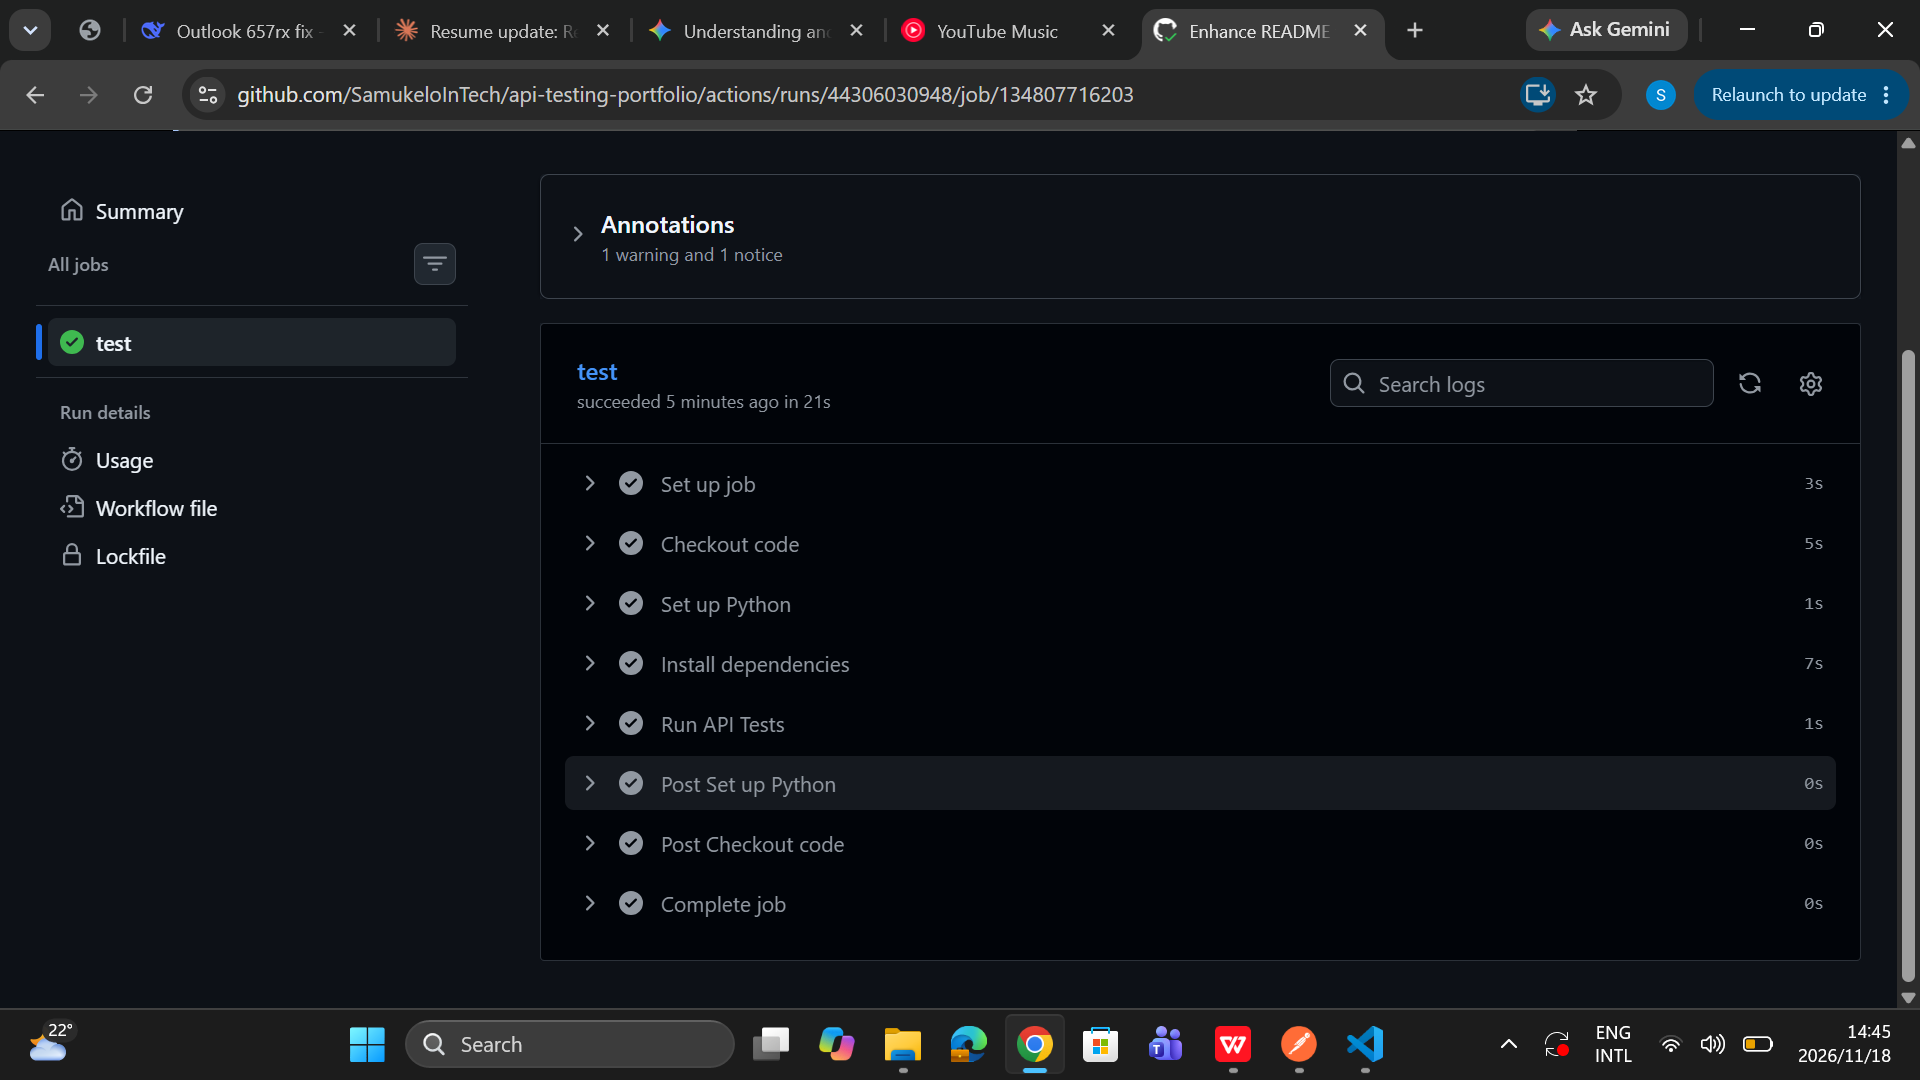 Outlook 657rx fix -
Resume update: Re
Understanding and
YouTube Music
Enhance README
Ask Gemini
github.com/SamukeloInTech/api-testing-portfolio/actions/runs/44306030948/job/134807716203
S
Relaunch to update
Summary
All jobs
test
Run details
Usage
Workflow file
Lockfile
Annotations
1 warning and 1 notice
test
succeeded 5 minutes ago in 21s
Search logs
Set up job 3s
Checkout code 5s
Set up Python 1s
Install dependencies 7s
Run API Tests 1s
Post Set up Python 0s
Post Checkout code 0s
Complete job 0s
22°
Search
ENG
INTL
14:45
2026/11/18